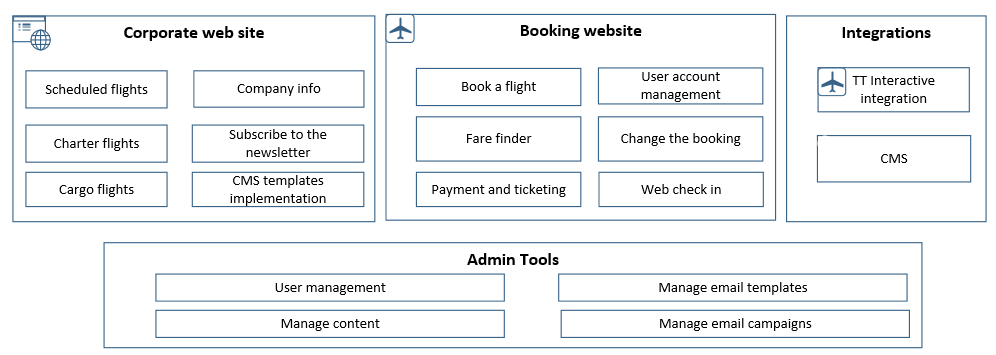 Corporate web site
Scheduled flights
Company info
Charter flights
Subscribe to the
newsletter
Cargo flights
CMS templates
implementation
Booking website
Book a flight
User account
management
Fare finder
Change the booking
Payment and ticketing
Web check in
Integrations
TT Interactive
integration
CMS
Admin Tools
User management
Manage email templates
Manage content
Manage email campaigns